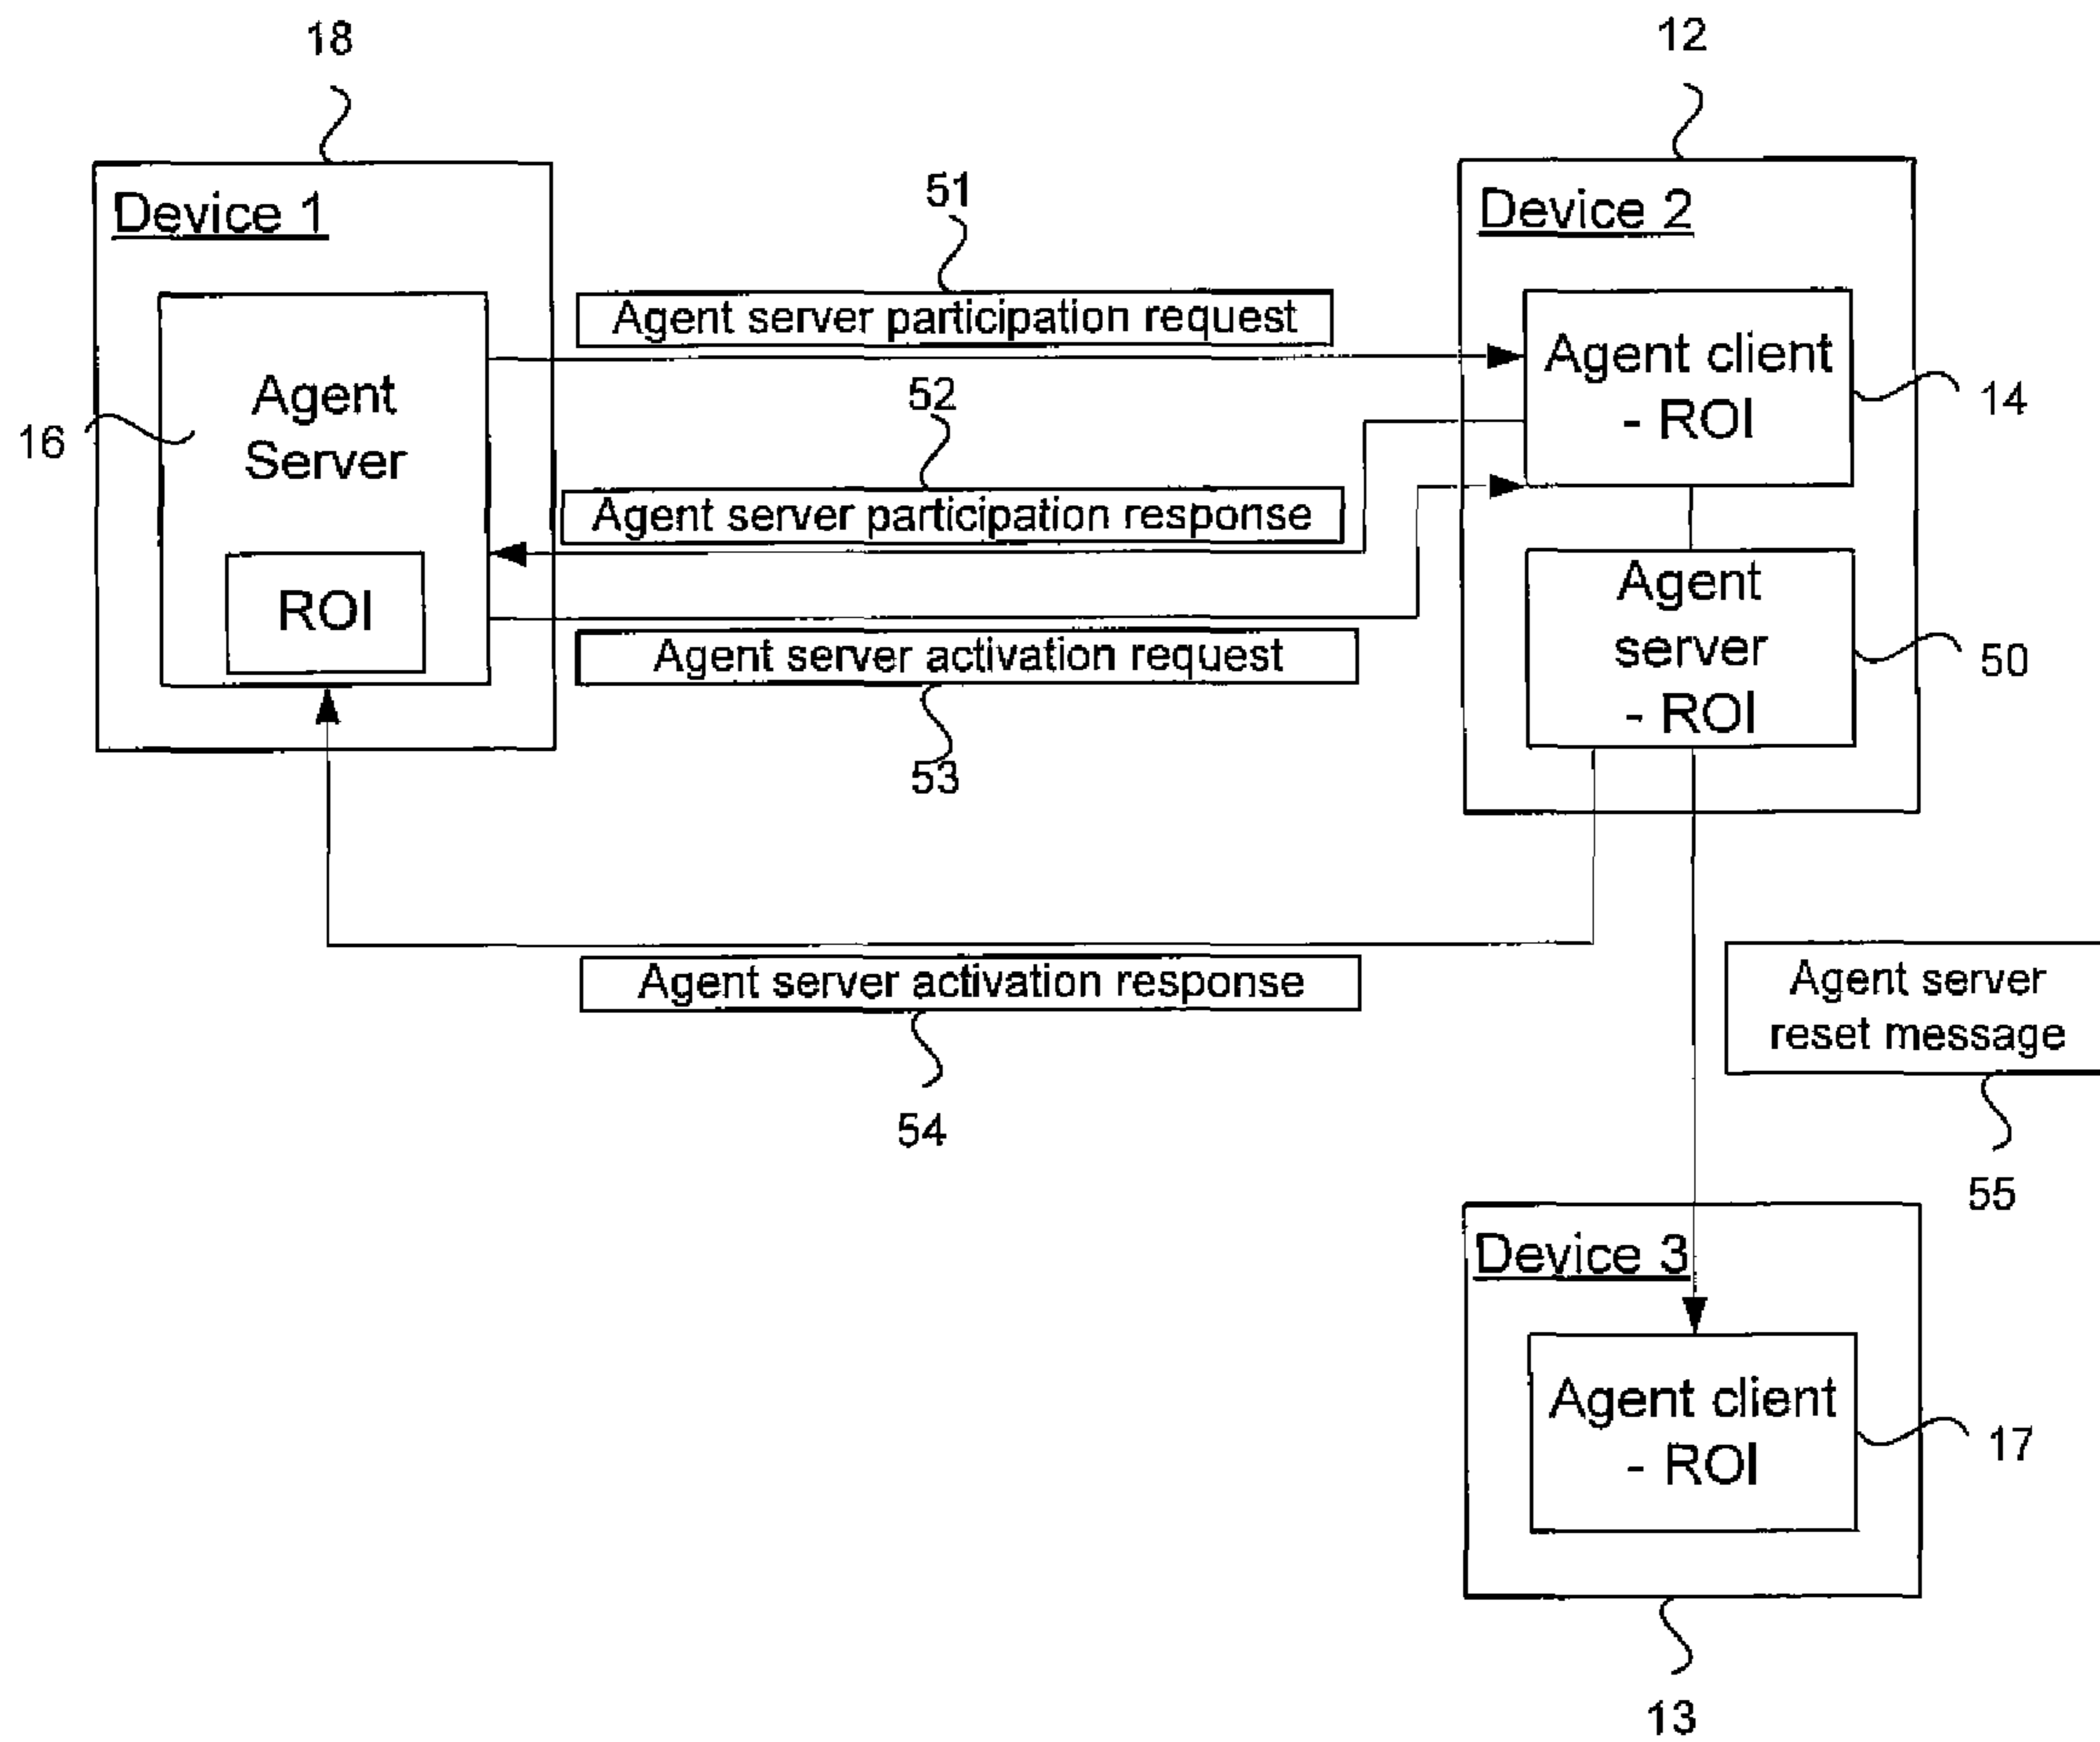 18
12
Device 1
51
Device 2
Agent server participation request
Agent client
- ROI
14
16
Agent
Server
52
Agent server participation response
ROI
Agent
server
- ROI
50
Agent server activation request
53
Agent server activation response
54
Agent server
reset message
55
Device 3
Agent client
- ROI
17
13